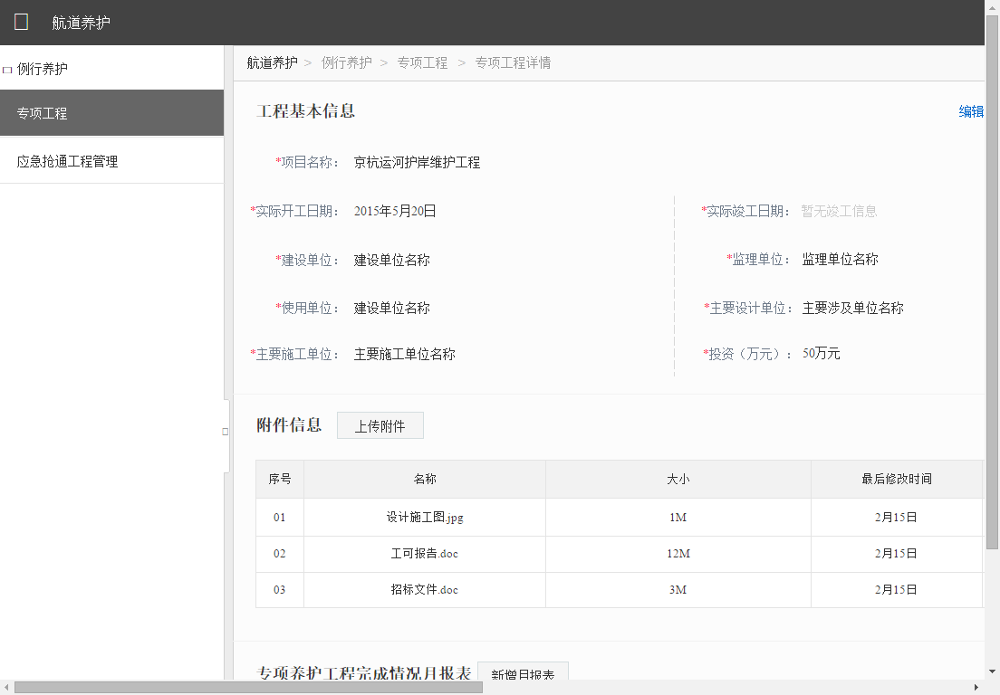 航道养护
例行养护
专项工程
应急抢通工程管理
航道养护 > 例行养护 > 专项工程 > 专项工程详情
工程基本信息 编辑
*项目名称： 京杭运河护岸维护工程
*实际开工日期： 2015年5月20日 *实际竣工日期： 暂无竣工信息
*建设单位： 建设单位名称 *监理单位： 监理单位名称
*使用单位： 建设单位名称 *主要设计单位： 主要涉及单位名称
*主要施工单位： 主要施工单位名称 *投资（万元）： 50万元
附件信息 上传附件
序号 名称 大小 最后修改时间
01 设计施工图.jpg 1M 2月15日
02 工可报告.doc 12M 2月15日
03 招标文件.doc 3M 2月15日
专项养护工程完成情况月报表 新增月报表